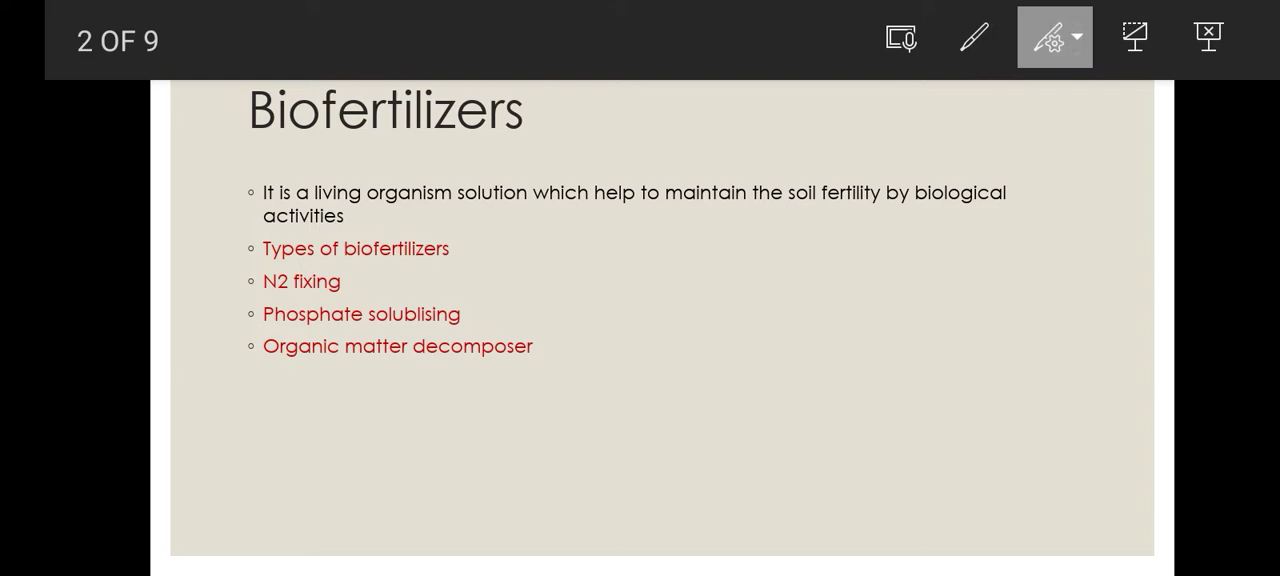 2 OF 9
Biofertilizers
◦ It is a living organism solution which help to maintain the soil fertility by biological
activities
◦ Types of biofertilizers
◦ N2 fixing
◦ Phosphate solublising
◦ Organic matter decomposer